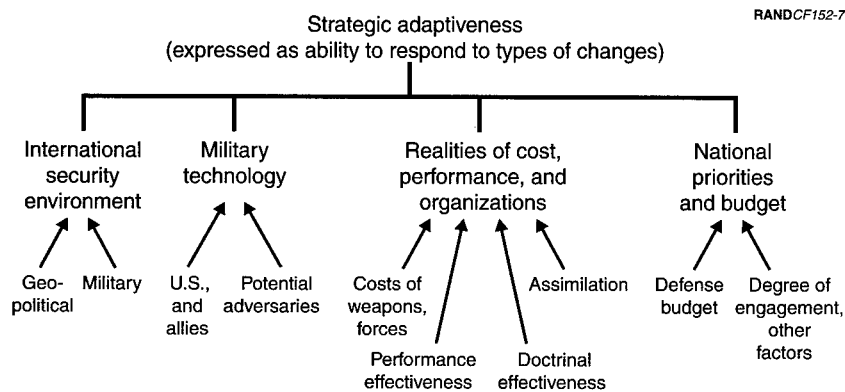 RANDCF152-7
Strategic adaptiveness
(expressed as ability to respond to types of changes)
International
security
environment
Military
technology
Realities of cost,
performance, and
organizations
National
priorities
and budget
Geo-
political
Military
U.S.,
and
allies
Potential
adversaries
Costs of
weapons,
forces
Assimilation
Defense
budget
Degree of
engagement,
other
factors
Performance
effectiveness
Doctrinal
effectiveness